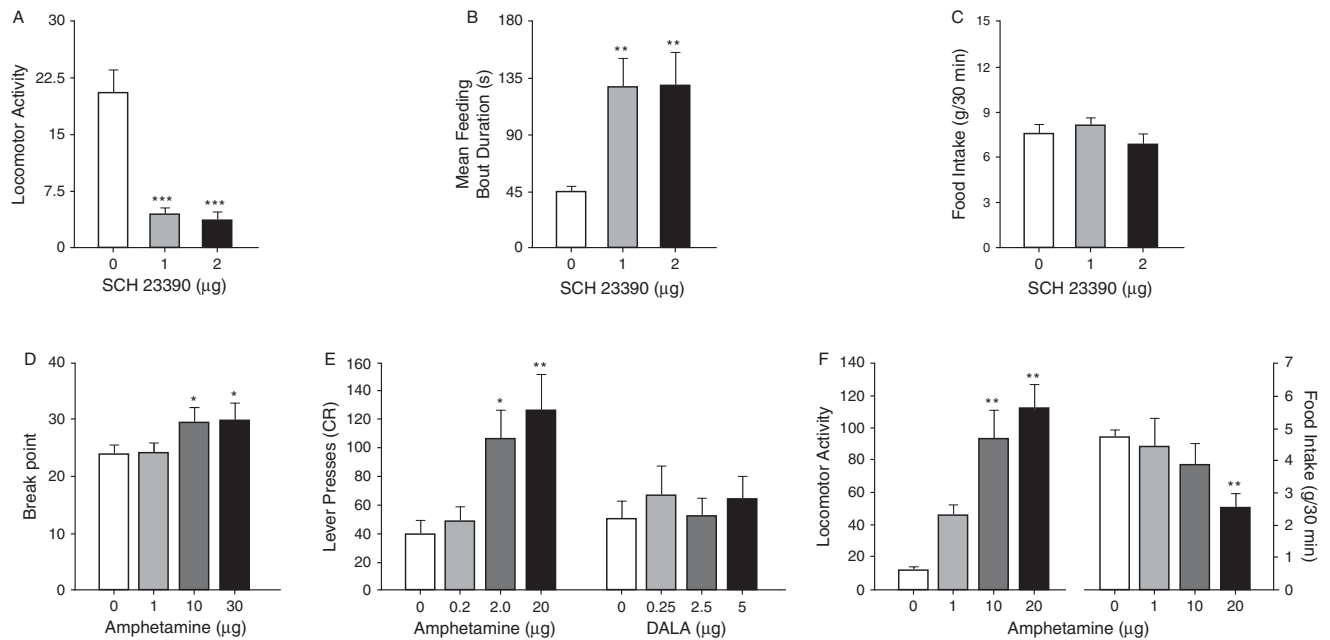 A
30
22.5
15
7.5
0
Locomotor Activity
***
***
0 1 2
SCH 23390 (μg)
B
180
135
90
45
0
Mean Feeding
Bout Duration (s)
**
**
0 1 2
SCH 23390 (μg)
C
15
12
9
6
3
0
Food Intake (g/30 min)
0 1 2
SCH 23390 (μg)
D
40
30
20
10
0
Break point
*
*
0 1 10 30
Amphetamine (μg)
E
160
140
120
100
80
60
40
20
0
Lever Presses (CR)
*
**
0 0.2 2.0 20
Amphetamine (μg)
0 0.25 2.5 5
DALA (μg)
F
140
120
100
80
60
40
20
0
Locomotor Activity
**
**
0 1 10 20
**
0 1 10 20
Amphetamine (μg)
7
6
5
4
3
2
1
0
Food Intake (g/30 min)